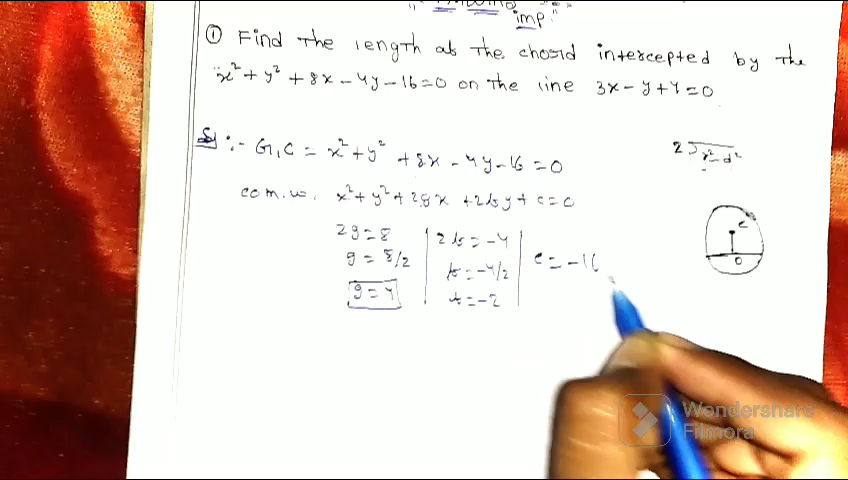 imp.
① Find The length at the chord intercepted by the
x² + y² + 8x - 4y - 16 = 0 on the line 3x - y + 4 = 0
Sol :- G.C = x² + y² + 8x - 4y - 16 = 0
2√r² - d²
com.w. x² + y² + 2gx + 2fy + c = 0
2g = 8
g = 8/2
g = 4
2f = -4
f = -4/2
f = -2
c = -16
c
Wondershare
Filmora